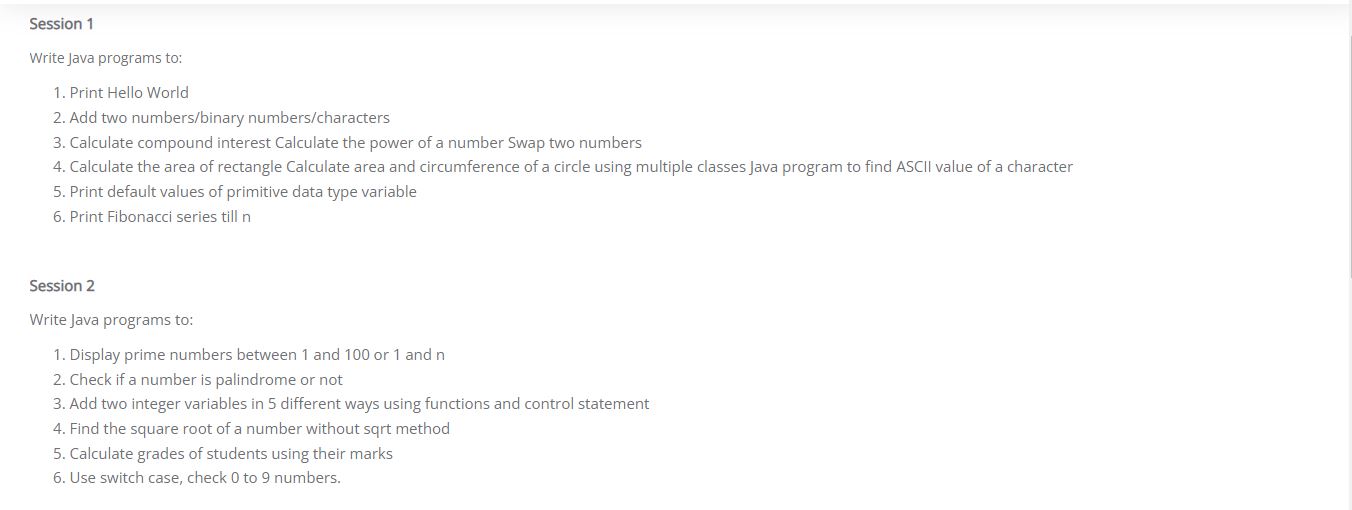 Session 1
Write Java programs to:
1. Print Hello World
2. Add two numbers/binary numbers/characters
3. Calculate compound interest Calculate the power of a number Swap two numbers
4. Calculate the area of rectangle Calculate area and circumference of a circle using multiple classes Java program to find ASCII value of a character
5. Print default values of primitive data type variable
6. Print Fibonacci series till n
Session 2
Write Java programs to:
1. Display prime numbers between 1 and 100 or 1 and n
2. Check if a number is palindrome or not
3. Add two integer variables in 5 different ways using functions and control statement
4. Find the square root of a number without sqrt method
5. Calculate grades of students using their marks
6. Use switch case, check 0 to 9 numbers.